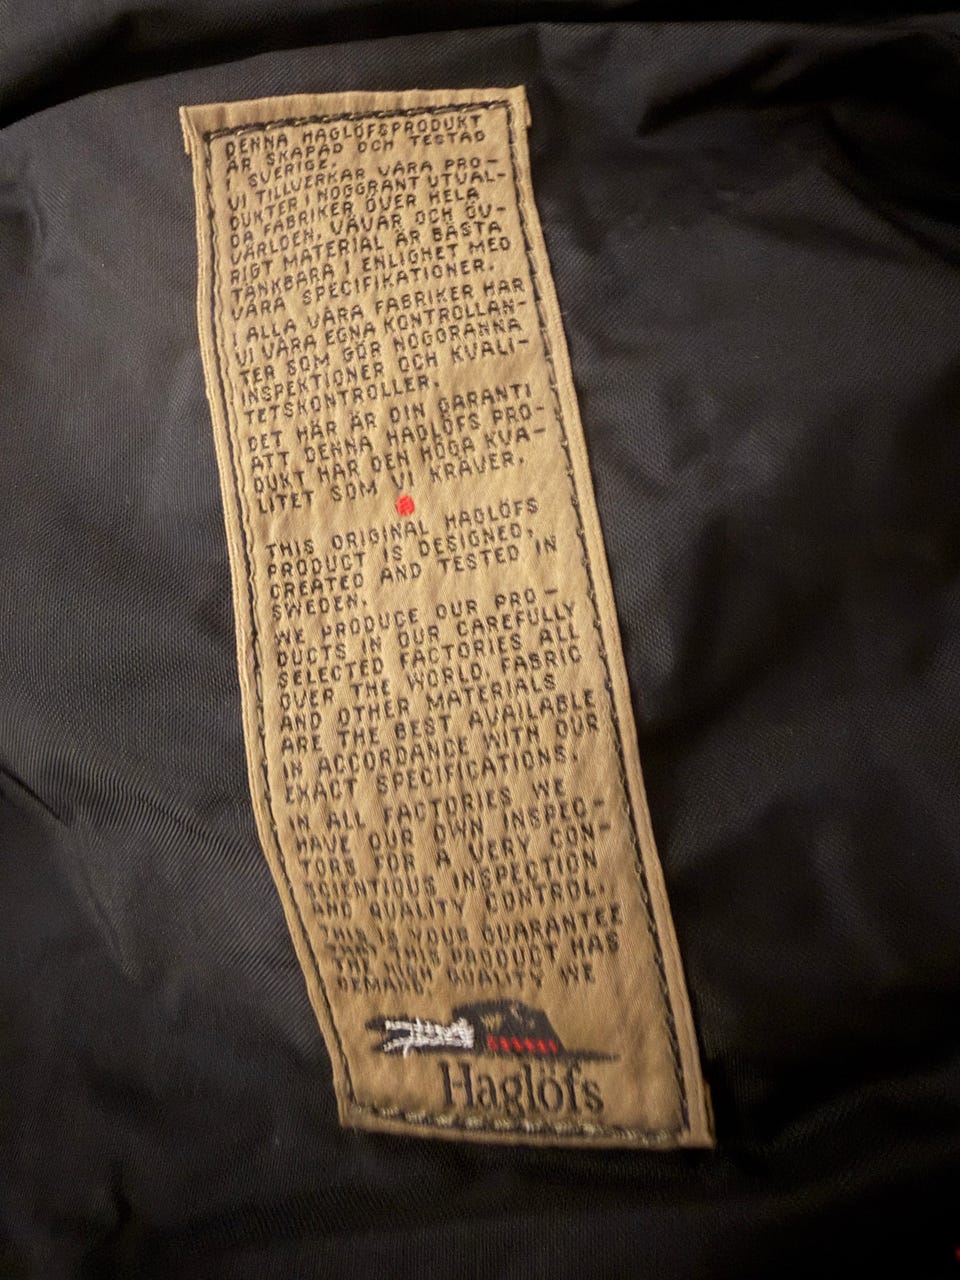 DENNA HAGLÖFSPRODUKT
ÄR SKAPAD OCH TESTAD
I SVERIGE.
VI TILLVERKAR VÅRA PRO-
DUKTER I NOGGRANT UTVAL-
DA FABRIKER ÖVER HELA
VÄRLDEN. VÄVAR OCH ÖV-
RIGT MATERIAL ÄR BÄSTA
TÄNKBARA I ENLIGHET MED
VÅRA SPECIFIKATIONER.
I ALLA VÅRA FABRIKER HAR
VI VÅRA EGNA KONTROLLAN-
TER SOM GÖR NOGGRANNA
INSPEKTIONER OCH KVALI-
TETSKONTROLLER.
DET HÄR ÄR DIN GARANTI
ATT DENNA HAGLÖFS PRO-
DUKT HAR DEN HÖGA KVA-
LITET SOM VI KRÄVER.
THIS ORIGINAL HAGLÖFS
PRODUCT IS DESIGNED,
CREATED AND TESTED IN
SWEDEN.
WE PRODUCE OUR PRO-
DUCTS IN OUR CAREFULLY
SELECTED FACTORIES ALL
OVER THE WORLD. FABRIC
AND OTHER MATERIALS
ARE THE BEST AVAILABLE
IN ACCORDANCE WITH OUR
EXACT SPECIFICATIONS.
IN ALL FACTORIES WE
HAVE OUR OWN INSPEC-
TORS FOR A VERY CON-
SCIENTIOUS INSPECTION
AND QUALITY CONTROL.
THIS IS YOUR GUARANTEE
THAT THIS PRODUCT HAS
THE HIGH QUALITY WE
DEMAND.
Haglöfs